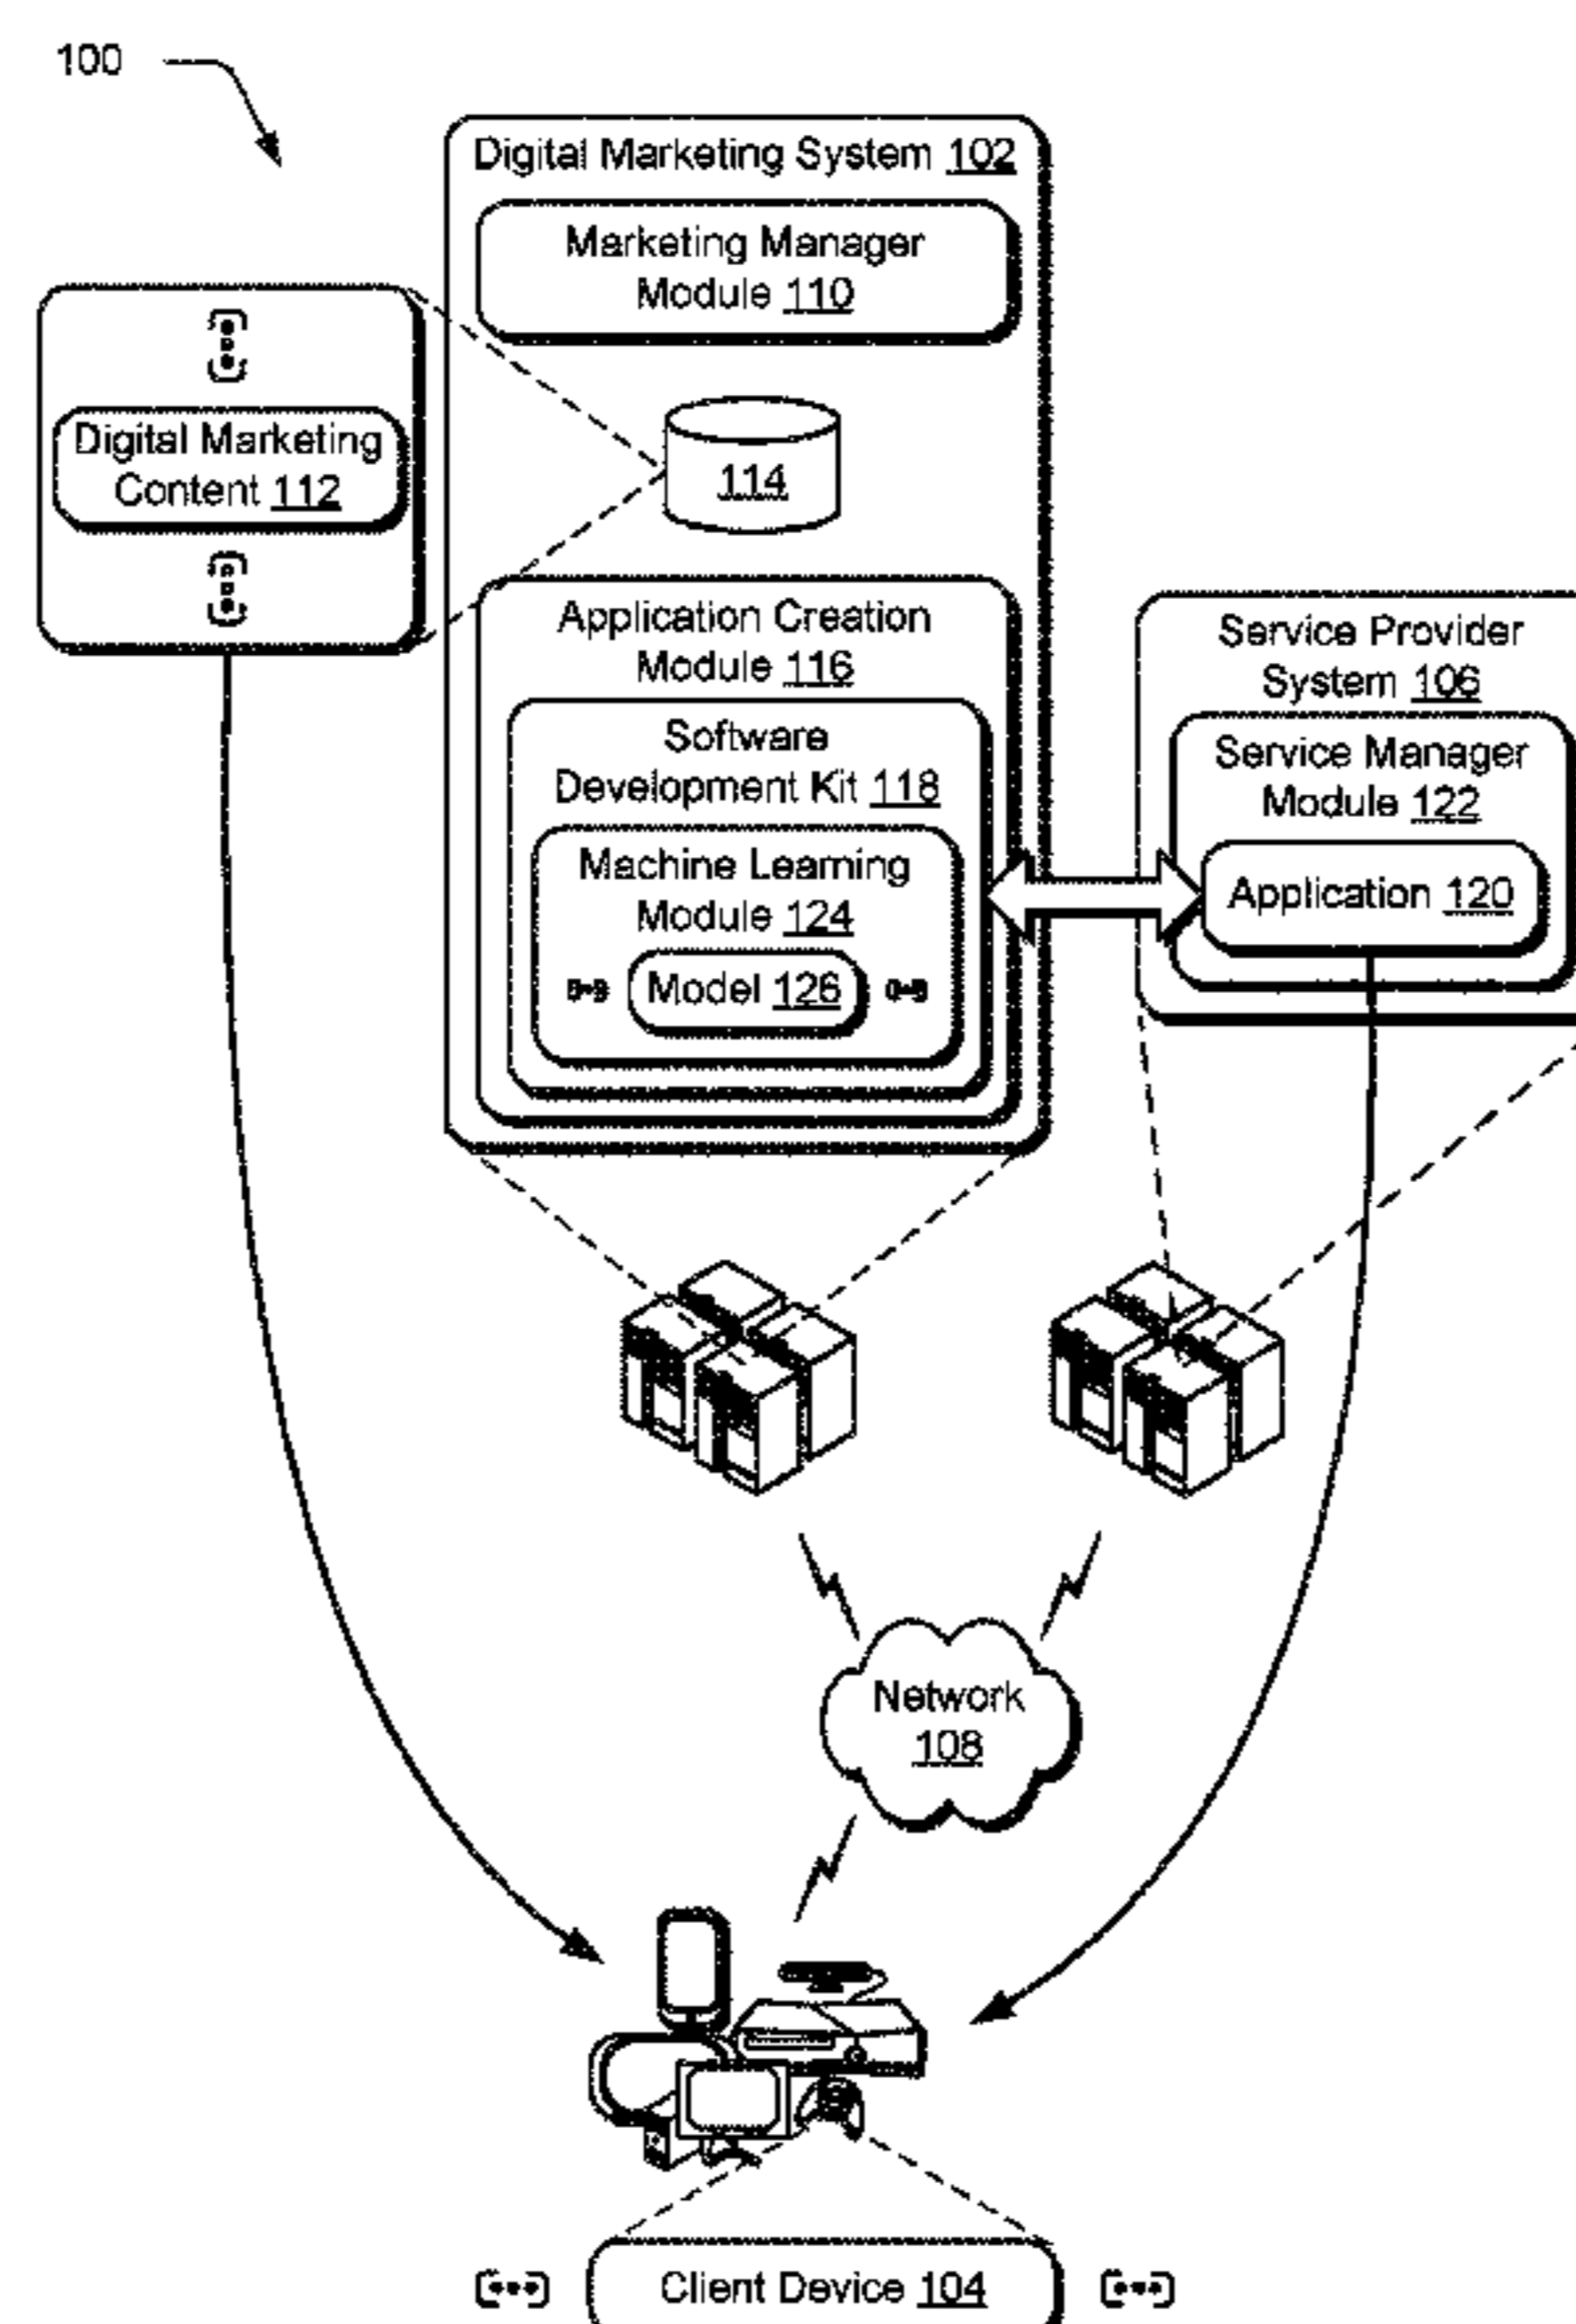 100
Digital Marketing System 102
Marketing Manager
Module 110
Digital Marketing
Content 112
114
Application Creation
Module 116
Software
Development Kit 118
Machine Learning
Module 124
Model 126
Service Provider
System 106
Service Manager
Module 122
Application 120
Network
108
Client Device 104